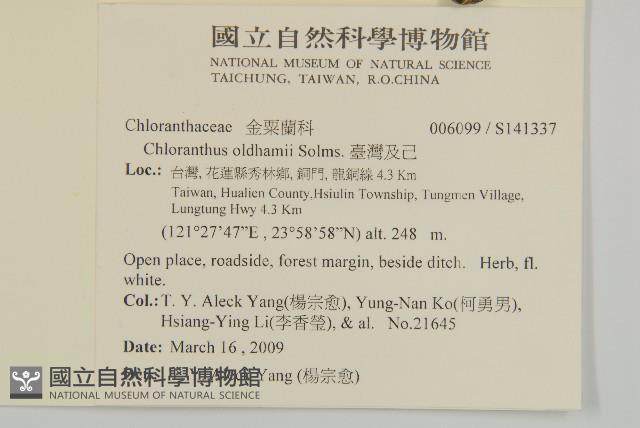 國立自然科學博物館
NATIONAL MUSEUM OF NATURAL SCIENCE
TAICHUNG, TAIWAN, R.O.CHINA
Chloranthaceae 金粟蘭科 006099 / S141337
Chloranthus oldhamii Solms. 臺灣及己
Loc.: 台灣, 花蓮縣秀林鄉, 銅門, 龍銅線 4.3 Km
Taiwan, Hualien County,Hsiulin Township, Tungmen Village,
Lungtung Hwy 4.3 Km
(121°27'47"E , 23°58'58"N) alt. 248 m.
Open place, roadside, forest margin, beside ditch. Herb, fl.
white.
Col.: T. Y. Aleck Yang(楊宗愈), Yung-Nan Ko(何勇男),
Hsiang-Ying Li(李香瑩), & al. No.21645
Date: March 16 , 2009
Yang (楊宗愈)
國立自然科學博物館
NATIONAL MUSEUM OF NATURAL SCIENCE